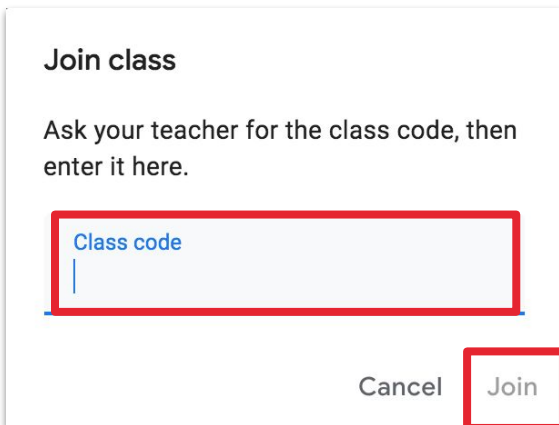 Join class
Ask your teacher for the class code, then
enter it here.
Class code
Cancel Join